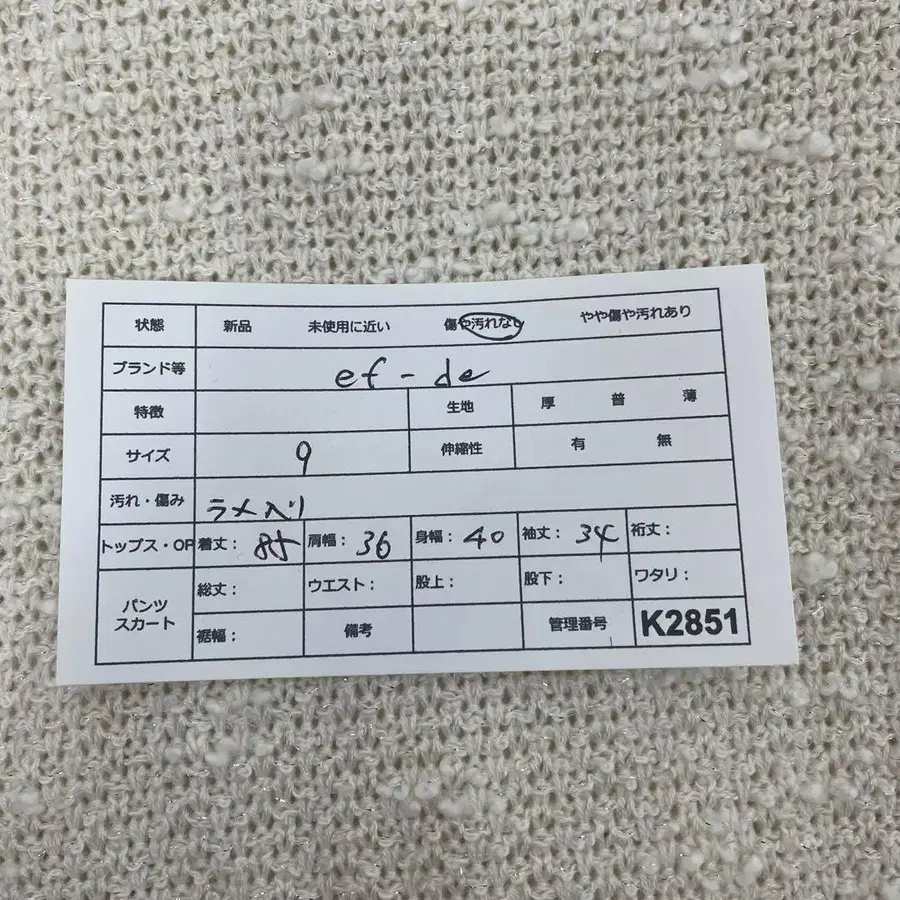 状態 新品 未使用に近い 傷や汚れなし やや傷や汚れあり
ブランド等 ef-de
特徴 生地 厚 普 薄
サイズ 9 伸縮性 有 無
汚れ・傷み ラメ入り
トップス・OP 着丈: 85 肩幅: 36 身幅: 40 袖丈: 34 裄丈:
パンツ スカート 総丈: ウエスト: 股上: 股下: ワタリ:
裾幅: 備考 管理番号 K2851